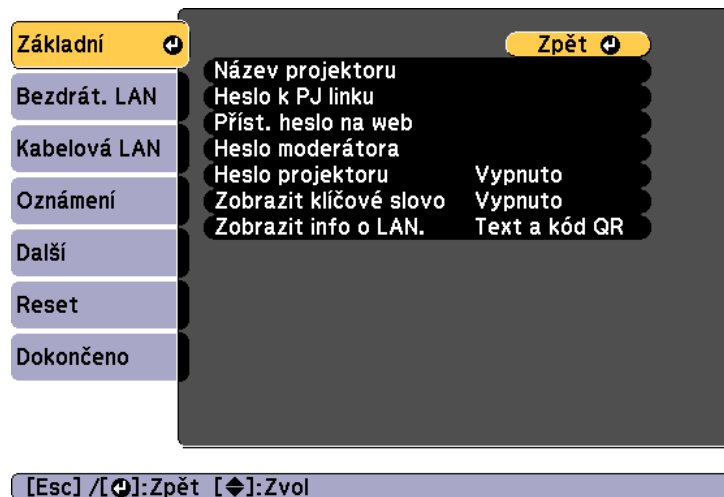 Základní
Bezdrát. LAN
Kabelová LAN
Oznámení
Další
Reset
Dokončeno
Zpět
Název projektoru
Heslo k PJ linku
Příst. heslo na web
Heslo moderátora
Heslo projektoru Vypnuto
Zobrazit klíčové slovo Vypnuto
Zobrazit info o LAN. Text a kód QR
[Esc] /[⏎]:Zpět [◆]:Zvol